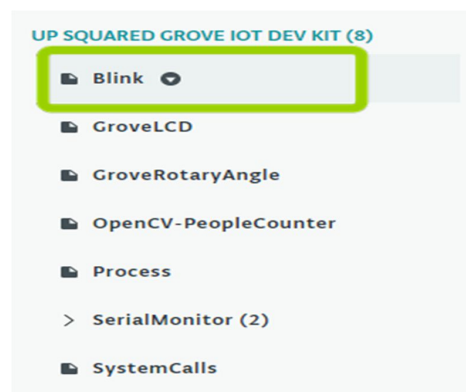 UP SQUARED GROVE IOT DEV KIT (8)
Blink
GroveLCD
GroveRotaryAngle
OpenCV-PeopleCounter
Process
SerialMonitor (2)
SystemCalls